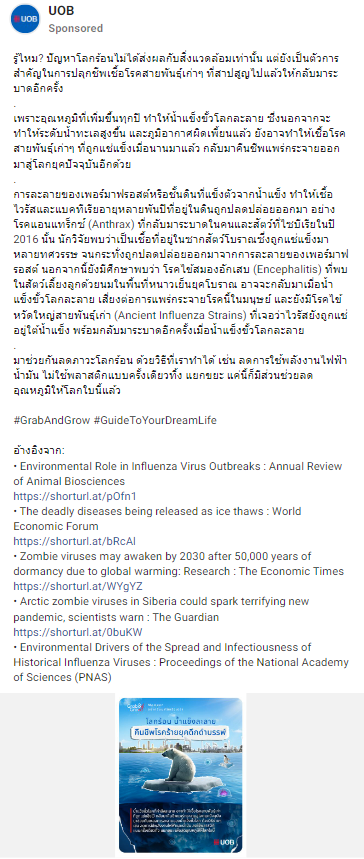 UOB
Sponsored
รู้ไหม? ปัญหาโลกร้อนไม่ได้ส่งผลกับสิ่งแวดล้อมเท่านั้น แต่ยังเป็นตัวการ
สำคัญในการปลุกชีพเชื้อโรคสายพันธุ์เก่าๆ ที่สาปสูญไปแล้วให้กลับมาระ
บาดอีกครั้ง
.
เพราะอุณหภูมิที่เพิ่มขึ้นทุกปี ทำให้น้ำแข็งขั้วโลกละลาย ซึ่งนอกจากจะ
ทำให้ระดับน้ำทะเลสูงขึ้น และภูมิอากาศผิดเพี้ยนแล้ว ยังอาจทำให้เชื้อโรค
สายพันธุ์เก่าๆ ที่ถูกแช่แข็งเมื่อนานมาแล้ว กลับมาคืนชีพแพร่กระจายออก
มาสู่โลกยุคปัจจุบันอีกด้วย
.
การละลายของเพอร์มาฟรอสต์หรือชั้นดินที่แข็งตัวจากน้ำแข็ง ทำให้เชื้อ
ไวรัสและแบคทีเรียอายุหลายพันปีที่อยู่ในดินถูกปลดปล่อยออกมา อย่าง
โรคแอนแทร็กซ์ (Anthrax) ที่กลับมาระบาดในคนและสัตว์ที่ไซบีเรียในปี
2016 นั้น นักวิจัยพบว่าเป็นเชื้อที่อยู่ในซากสัตว์โบราณซึ่งถูกแช่แข็งมา
หลายทศวรรษ จนกระทั่งถูกปลดปล่อยออกมาจากการละลายของเพอร์มาฟ
รอสต์ นอกจากนี้ยังมีศึกษาพบว่า โรคไข้สมองอักเสบ (Encephalitis) ที่พบ
ในสัตว์เลี้ยงลูกด้วยนมในพื้นที่หนาวเย็นยุคโบราณ อาจจะกลับมาเมื่อน้ำ
แข็งขั้วโลกละลาย เสี่ยงต่อการแพร่กระจายโรคนี้ในมนุษย์ และยังมีโรคไข้
หวัดใหญ่สายพันธุ์เก่า (Ancient Influenza Strains) ที่เจอว่าไวรัสยังถูกแช่
อยู่ใต้น้ำแข็ง พร้อมกลับมาระบาดอีกครั้งเมื่อน้ำแข็งขั้วโลกละลาย
.
มาช่วยกันลดภาวะโลกร้อน ด้วยวิธีที่เราทำได้ เช่น ลดการใช้พลังงานไฟฟ้า
น้ำมัน ไม่ใช้พลาสติกแบบครั้งเดียวทิ้ง แยกขยะ แค่นี้ก็มีส่วนช่วยลด
อุณหภูมิให้โลกใบนี้แล้ว
#GrabAndGrow #GuideToYourDreamLife
อ้างอิงจาก:
• Environmental Role in Influenza Virus Outbreaks : Annual Review
of Animal Biosciences
https://shorturl.at/pOfn1
• The deadly diseases being released as ice thaws : World
Economic Forum
https://shorturl.at/bRcAl
• Zombie viruses may awaken by 2030 after 50,000 years of
dormancy due to global warming: Research : The Economic Times
https://shorturl.at/WYgYZ
• Arctic zombie viruses in Siberia could spark terrifying new
pandemic, scientists warn : The Guardian
https://shorturl.at/0buKW
• Environmental Drivers of the Spread and Infectiousness of
Historical Influenza Viruses : Proceedings of the National Academy
of Sciences (PNAS)
โลกร้อน น้ำแข็งละลาย
คืนชีพโรคร้ายยุคดึกดำบรรพ์
UOB